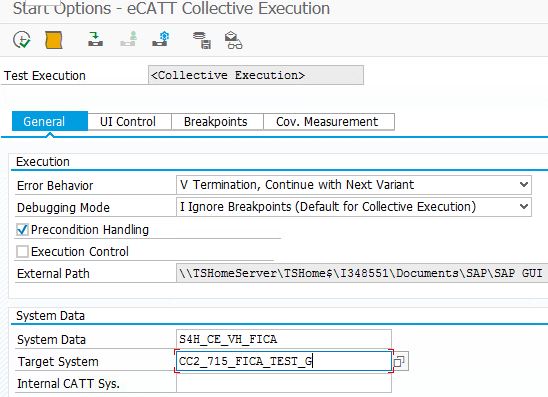 Start Options - eCATT Collective Execution
Test Execution <Collective Execution>
General UI Control Breakpoints Cov. Measurement
Execution
Error Behavior V Termination, Continue with Next Variant
Debugging Mode I Ignore Breakpoints (Default for Collective Execution)
Precondition Handling
Execution Control
External Path \\TSHomeServer\TSHome$\I348551\Documents\SAP\SAP GUI
System Data
System Data S4H_CE_VH_FICA
Target System CC2_715_FICA_TEST_G
Internal CATT Sys.